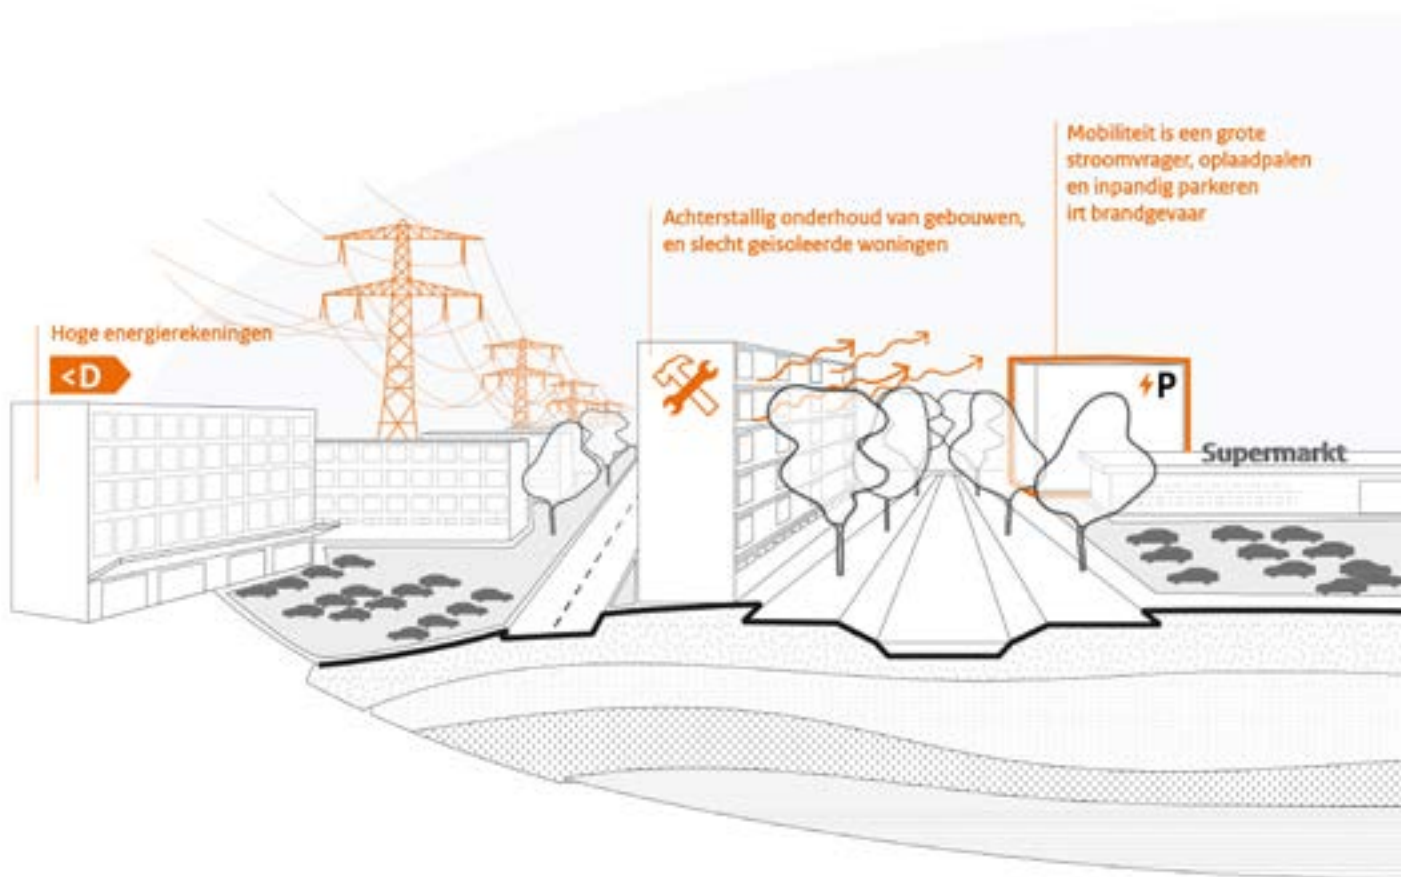 Mobiliteit is een grote
stroomvrager, oplaadpalen
en inpandig parkeren
irt brandgevaar
Achterstallig onderhoud van gebouwen,
en slecht geïsoleerde woningen
Hoge energierekeningen
<D
P
Supermarkt